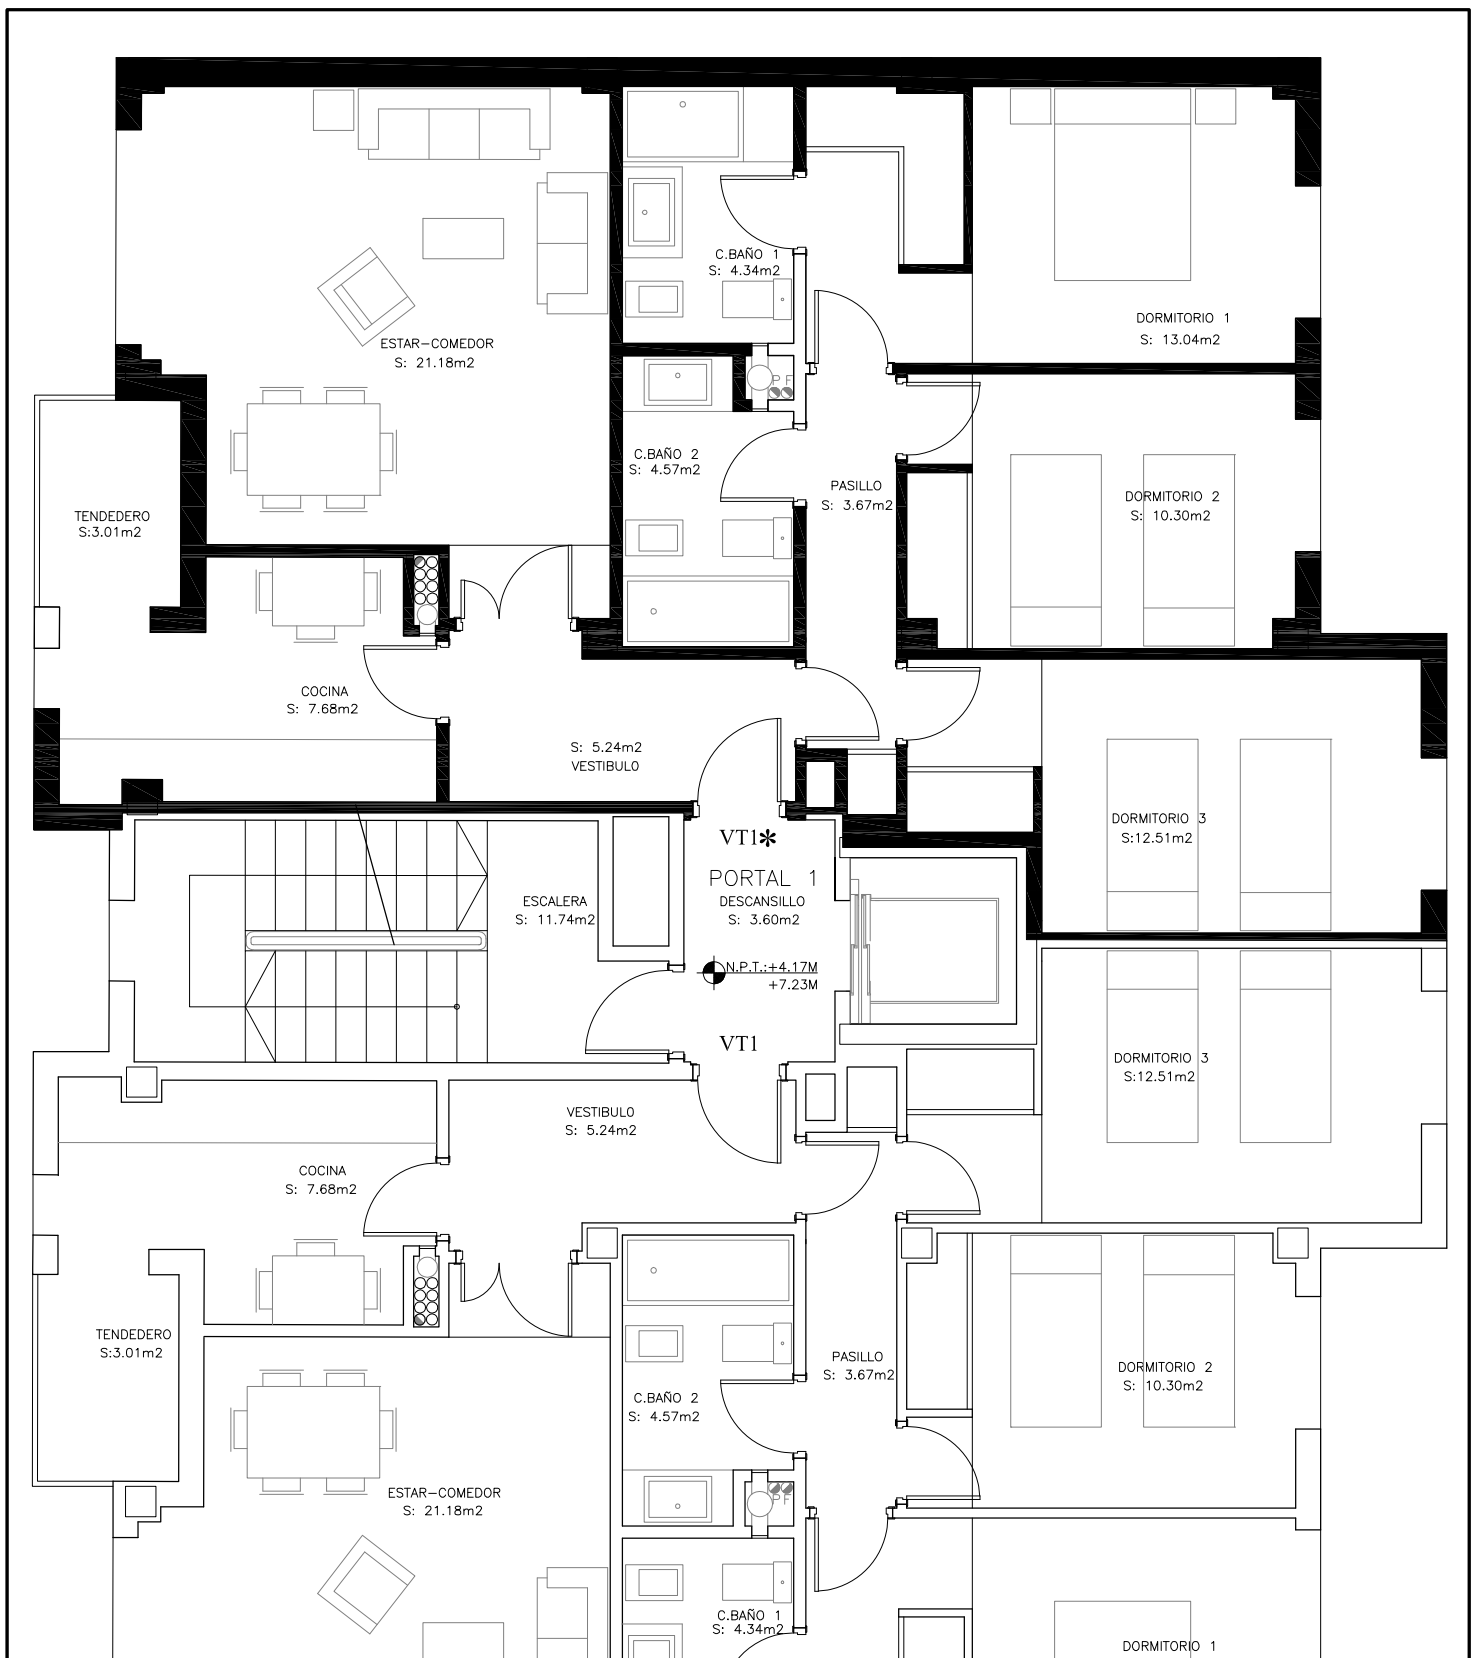 C.BAÑO 1
S: 4.34m2
DORMITORIO 1
S: 13.04m2
ESTAR-COMEDOR
S: 21.18m2
P F
C.BAÑO 2
S: 4.57m2
PASILLO
S: 3.67m2
DORMITORIO 2
S: 10.30m2
TENDEDERO
S:3.01m2
COCINA
S: 7.68m2
S: 5.24m2
VESTIBULO
DORMITORIO 3
S:12.51m2
VT1*
PORTAL 1
DESCANSILLO
S: 3.60m2
ESCALERA
S: 11.74m2
N.P.T.:+4.17M
+7.23M
VT1
DORMITORIO 3
S:12.51m2
VESTIBULO
S: 5.24m2
COCINA
S: 7.68m2
TENDEDERO
S:3.01m2
PASILLO
S: 3.67m2
DORMITORIO 2
S: 10.30m2
C.BAÑO 2
S: 4.57m2
ESTAR-COMEDOR
S: 21.18m2
P F
C.BAÑO 1
S: 4.34m2
DORMITORIO 1